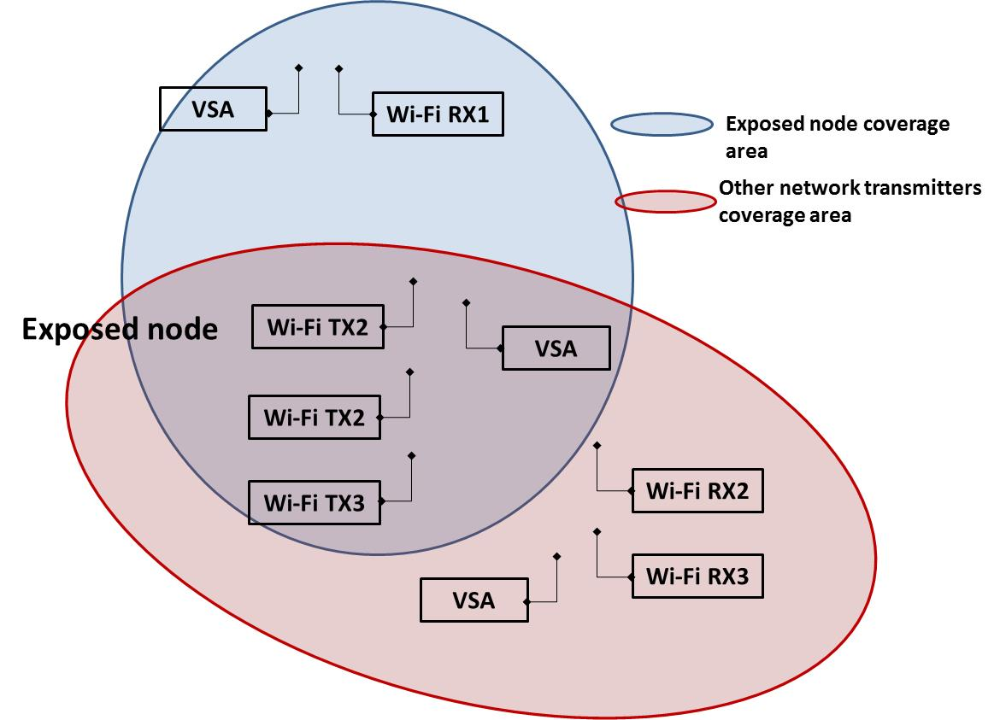 VSA
Wi-Fi RX1
Exposed node coverage
area
Other network transmitters
coverage area
Wi-Fi TX2
Exposed node
VSA
Wi-Fi TX2
Wi-Fi RX2
Wi-Fi TX3
Wi-Fi RX3
VSA